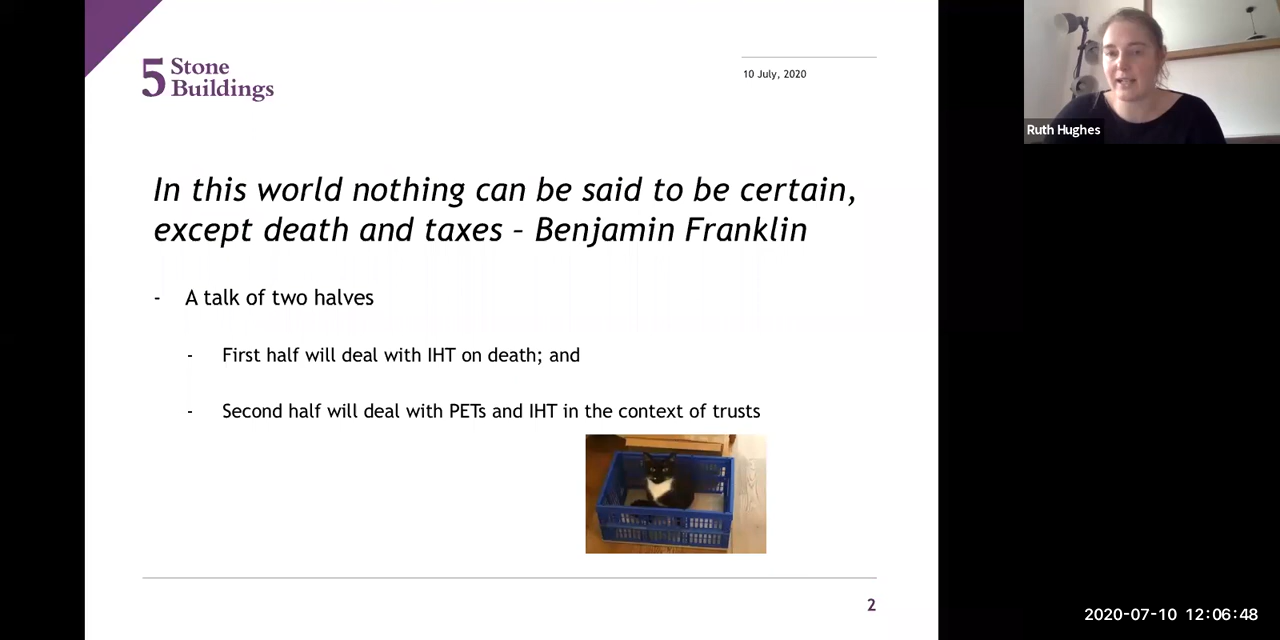 5 Stone
Buildings
10 July, 2020
Ruth Hughes
In this world nothing can be said to be certain,
except death and taxes – Benjamin Franklin
- A talk of two halves
- First half will deal with IHT on death; and
- Second half will deal with PETs and IHT in the context of trusts
2
2020-07-10 12:06:48